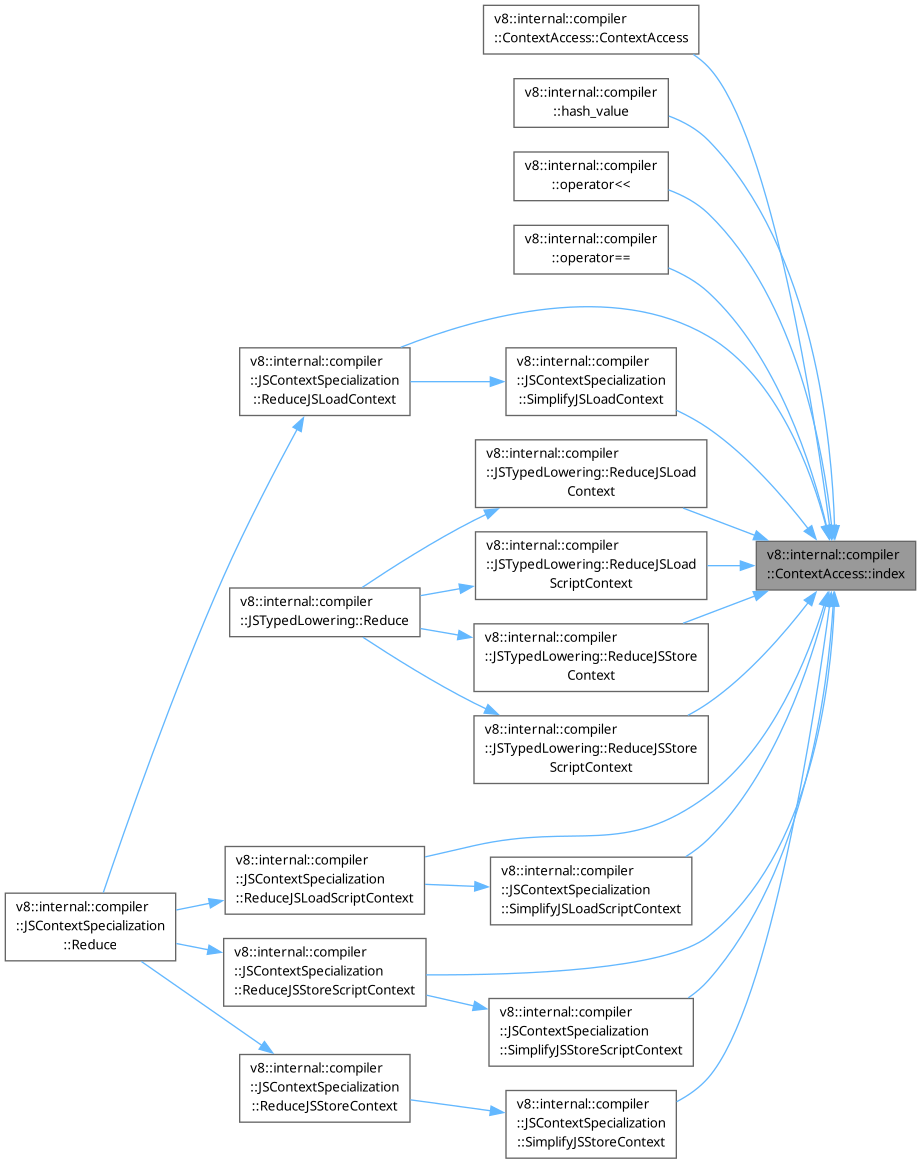 v8::internal::compiler
::ContextAccess::ContextAccess
v8::internal::compiler
::hash_value
v8::internal::compiler
::operator<<
v8::internal::compiler
::operator==
v8::internal::compiler
::JSContextSpecialization
::ReduceJSLoadContext
v8::internal::compiler
::JSContextSpecialization
::SimplifyJSLoadContext
v8::internal::compiler
::JSTypedLowering::ReduceJSLoad
Context
v8::internal::compiler
::JSTypedLowering::ReduceJSLoad
ScriptContext
v8::internal::compiler
::ContextAccess::index
v8::internal::compiler
::JSTypedLowering::Reduce
v8::internal::compiler
::JSTypedLowering::ReduceJSStore
Context
v8::internal::compiler
::JSTypedLowering::ReduceJSStore
ScriptContext
v8::internal::compiler
::JSContextSpecialization
::ReduceJSLoadScriptContext
v8::internal::compiler
::JSContextSpecialization
::SimplifyJSLoadScriptContext
v8::internal::compiler
::JSContextSpecialization
::Reduce
v8::internal::compiler
::JSContextSpecialization
::ReduceJSStoreScriptContext
v8::internal::compiler
::JSContextSpecialization
::SimplifyJSStoreScriptContext
v8::internal::compiler
::JSContextSpecialization
::ReduceJSStoreContext
v8::internal::compiler
::JSContextSpecialization
::SimplifyJSStoreContext